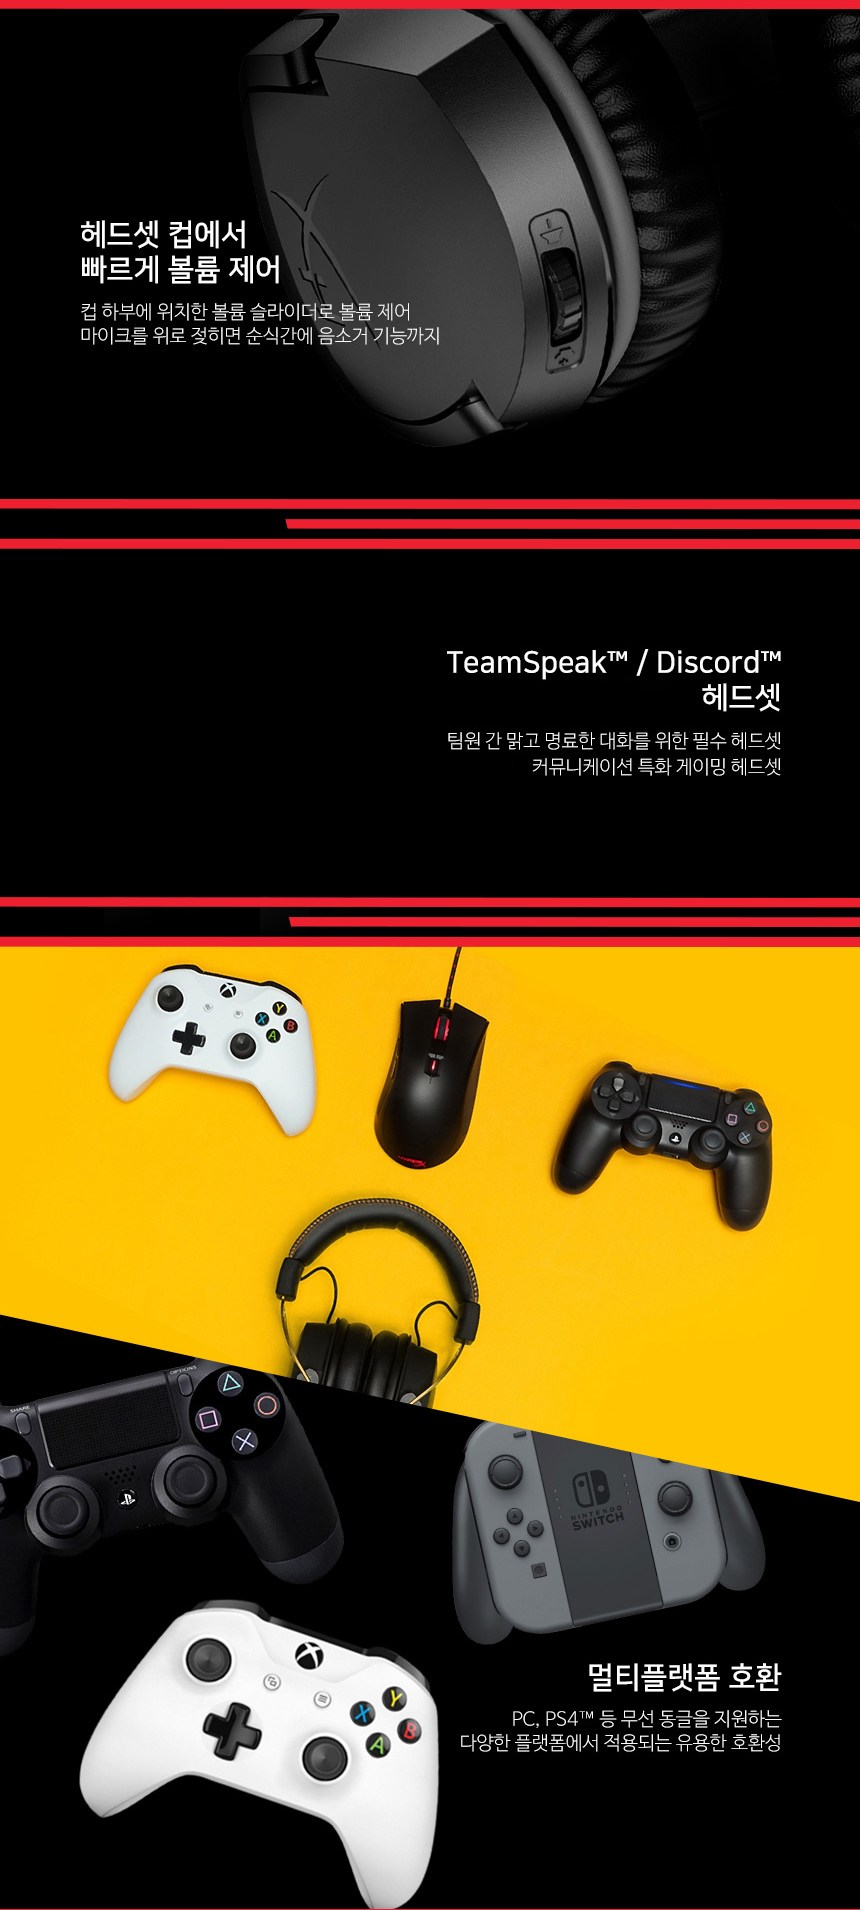 헤드셋 컵에서
빠르게 볼륨 제어
컵 하부에 위치한 볼륨 슬라이더로 볼륨 제어
마이크를 위로 젖히면 순식간에 음소거 기능까지
TeamSpeak™ / Discord™
헤드셋
팀원 간 맑고 명료한 대화를 위한 필수 헤드셋
커뮤니케이션 특화 게이밍 헤드셋
Y
X B
A
OPTIONS
SHARE
NINTENDO
SWITCH
멀티플랫폼 호환
PC, PS4™ 등 무선 동글을 지원하는
다양한 플랫폼에서 적용되는 유용한 호환성
Y
X B
A